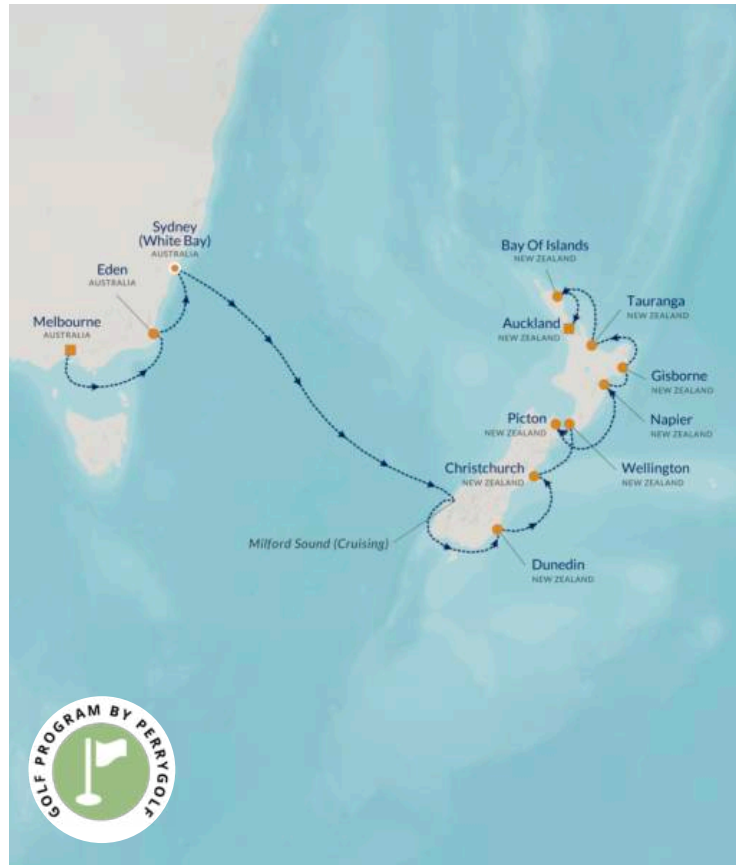 Sydney
(White Bay)
AUSTRALIA
Eden
AUSTRALIA
Melbourne
AUSTRALIA
Bay Of Islands
NEW ZEALAND
Tauranga
NEW ZEALAND
Auckland
NEW ZEALAND
Gisborne
NEW ZEALAND
Picton
NEW ZEALAND
Napier
NEW ZEALAND
Christchurch
NEW ZEALAND
Wellington
NEW ZEALAND
Milford Sound (Cruising)
Dunedin
NEW ZEALAND
GOLF PROGRAM BY PERRYGOLF